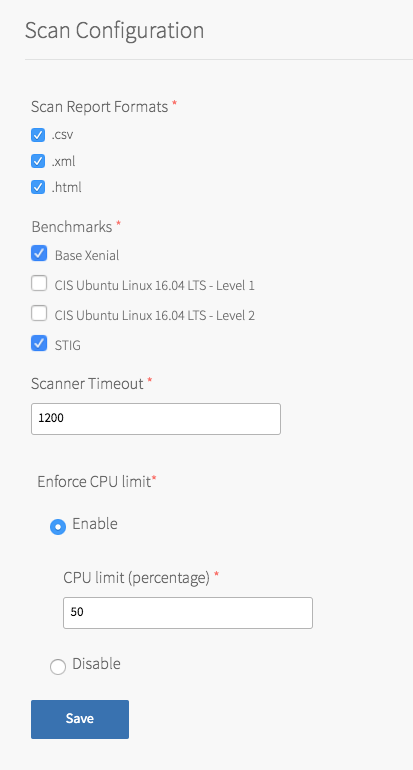 Scan Configuration
Scan Report Formats *
.csv
.xml
.html
Benchmarks *
Base Xenial
CIS Ubuntu Linux 16.04 LTS - Level 1
CIS Ubuntu Linux 16.04 LTS - Level 2
STIG
Scanner Timeout *
1200
Enforce CPU limit*
Enable
CPU limit (percentage) *
50
Disable
Save